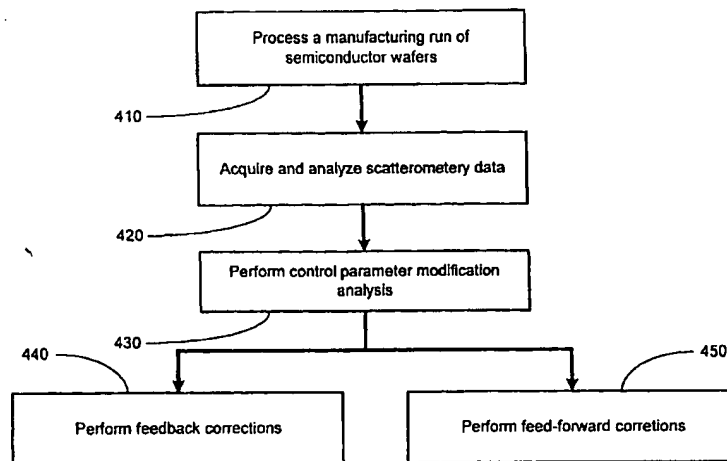 Process a manufacturing run of
semiconductor wafers
410
Acquire and analyze scatterometery data
420
Perform control parameter modification
analysis
430
440
450
Perform feedback corrections
Perform feed-forward corretions